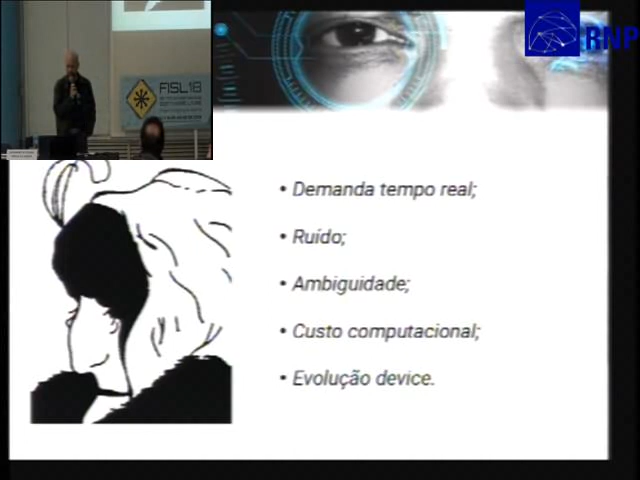 RNP
FISL18
• Demanda tempo real;
• Ruído;
• Ambiguidade;
• Custo computacional;
• Evolução device.